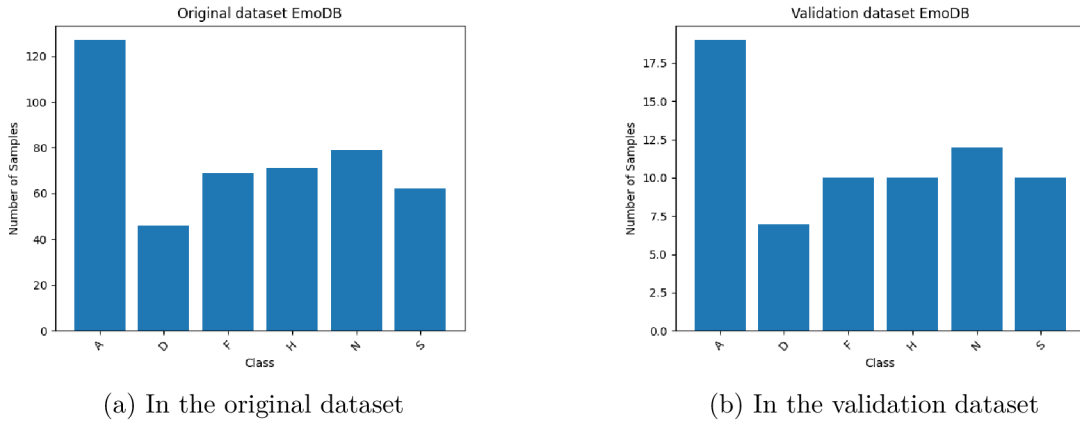 Original dataset EmoDB
Number of Samples
120
100
80
60
40
20
0
A D F H N S
Class
(a) In the original dataset
Validation dataset EmoDB
Number of Samples
17.5
15.0
12.5
10.0
7.5
5.0
2.5
0.0
A D F H N S
Class
(b) In the validation dataset